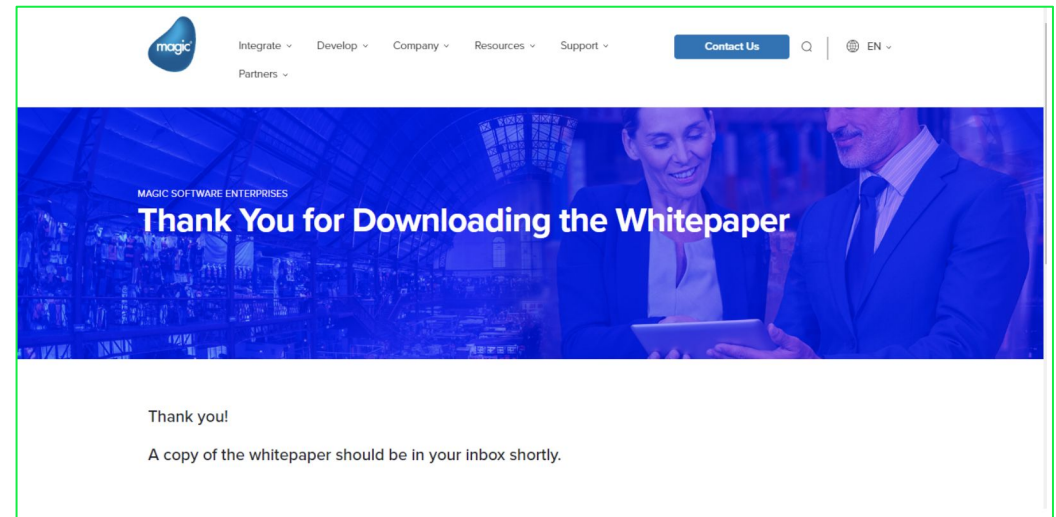 magic
Integrate
Develop
Company
Resources
Support
Partners
Contact Us
EN
MAGIC SOFTWARE ENTERPRISES
Thank You for Downloading the Whitepaper
Thank you!
A copy of the whitepaper should be in your inbox shortly.